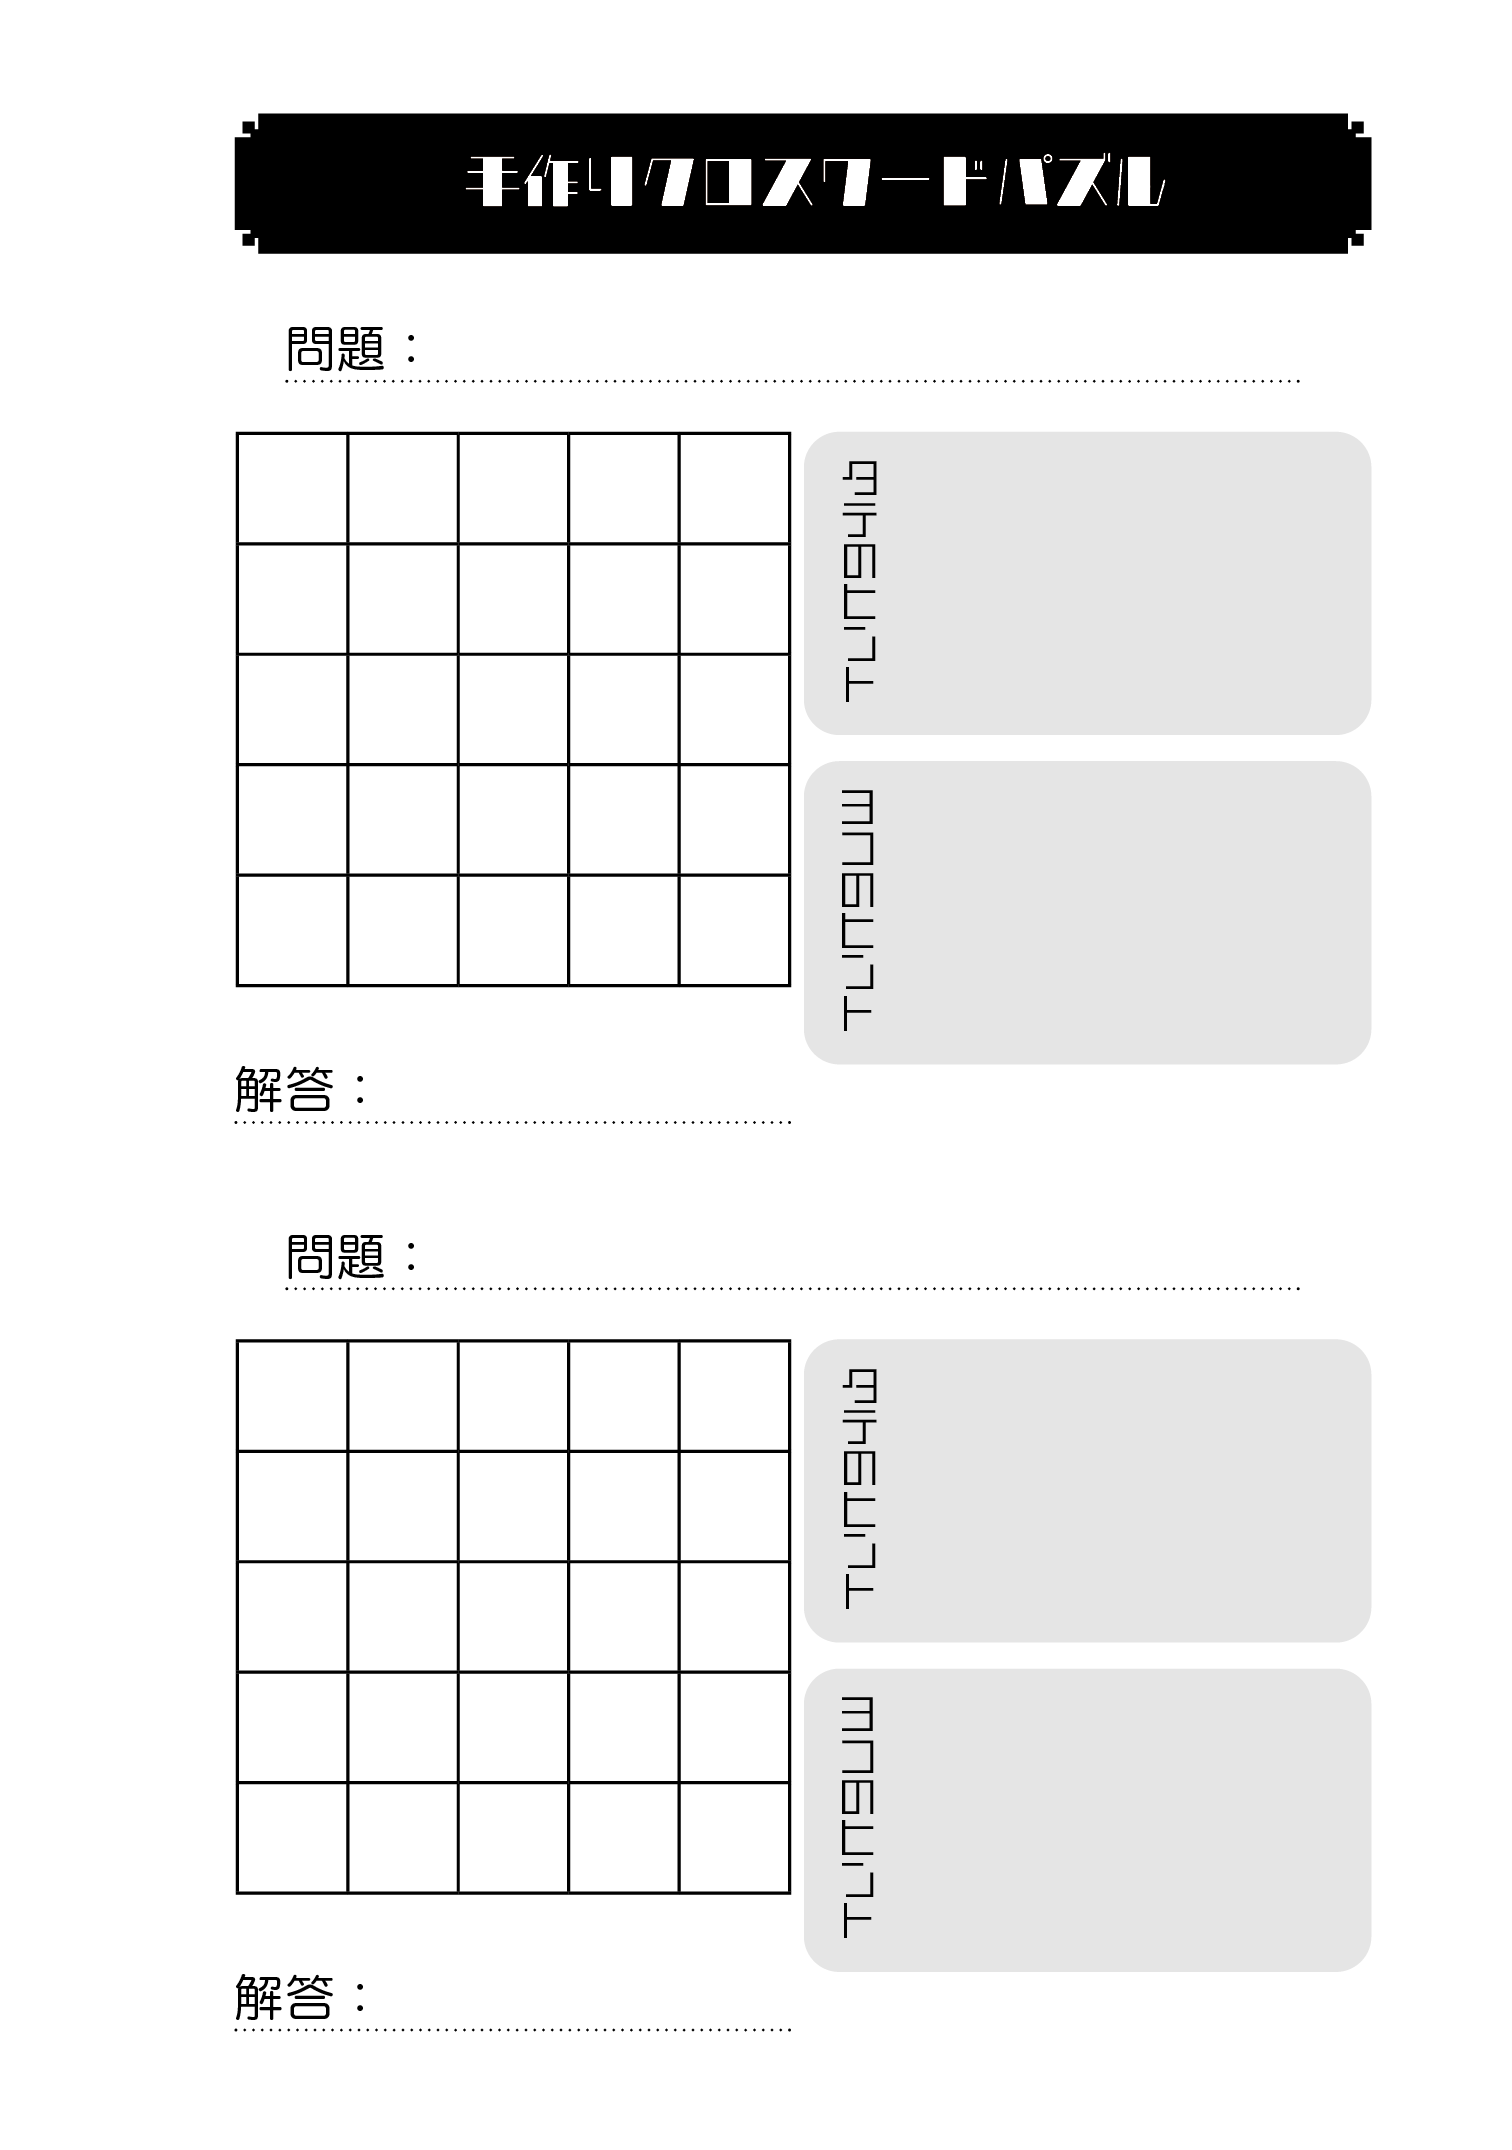 手作りクロスワードパズル
問題：
タテのヒント
ヨコのヒント
解答：
問題：
タテのヒント
ヨコのヒント
解答：